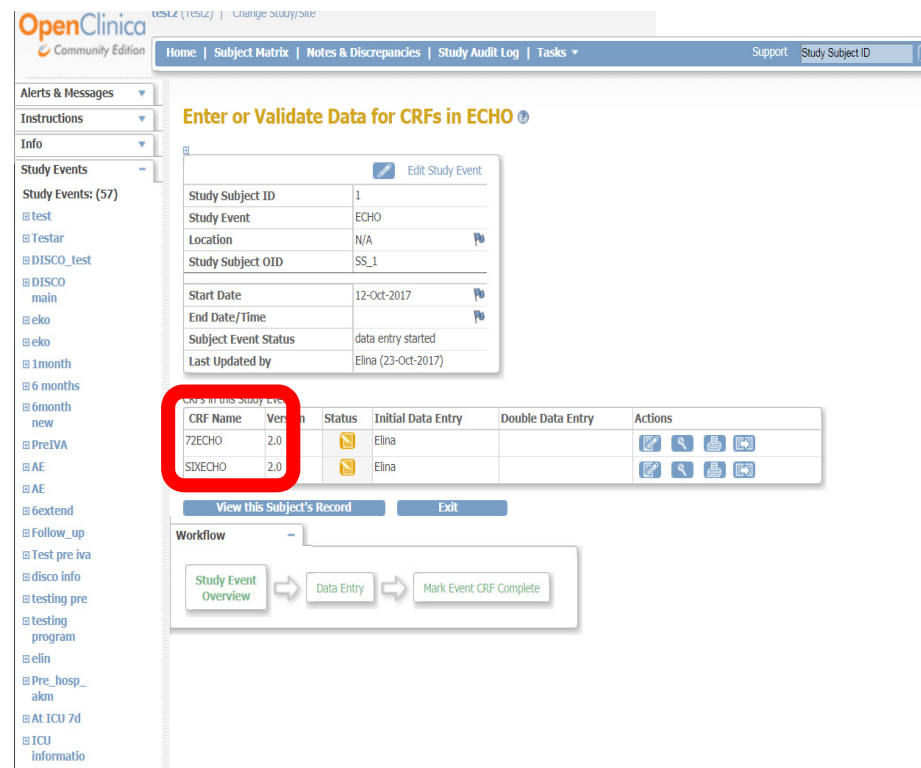 test2 (Test2) | Change Study/Site
OpenClinica
Community Edition
Home | Subject Matrix | Notes & Discrepancies | Study Audit Log | Tasks
Support Study Subject ID
Alerts & Messages
Instructions
Info
Study Events
Study Events: (57)
test
Testar
DISCO_test
DISCO
main
eko
eko
1month
6 months
6month
new
PreIVA
AE
AE
6extend
Follow_up
Test pre iva
disco info
testing pre
testing
program
elin
Pre_hosp_
akm
At ICU 7d
ICU
informatio
Enter or Validate Data for CRFs in ECHO
Edit Study Event
Study Subject ID 1
Study Event ECHO
Location N/A
Study Subject OID SS_1
Start Date 12-Oct-2017
End Date/Time
Subject Event Status data entry started
Last Updated by Elina (23-Oct-2017)
CRFs in this Study Event
CRF Name Version Status Initial Data Entry Double Data Entry Actions
72ECHO 2.0 Elina
SIXECHO 2.0 Elina
View this Subject's Record Exit
Workflow
Study Event
Overview
Data Entry
Mark Event CRF Complete